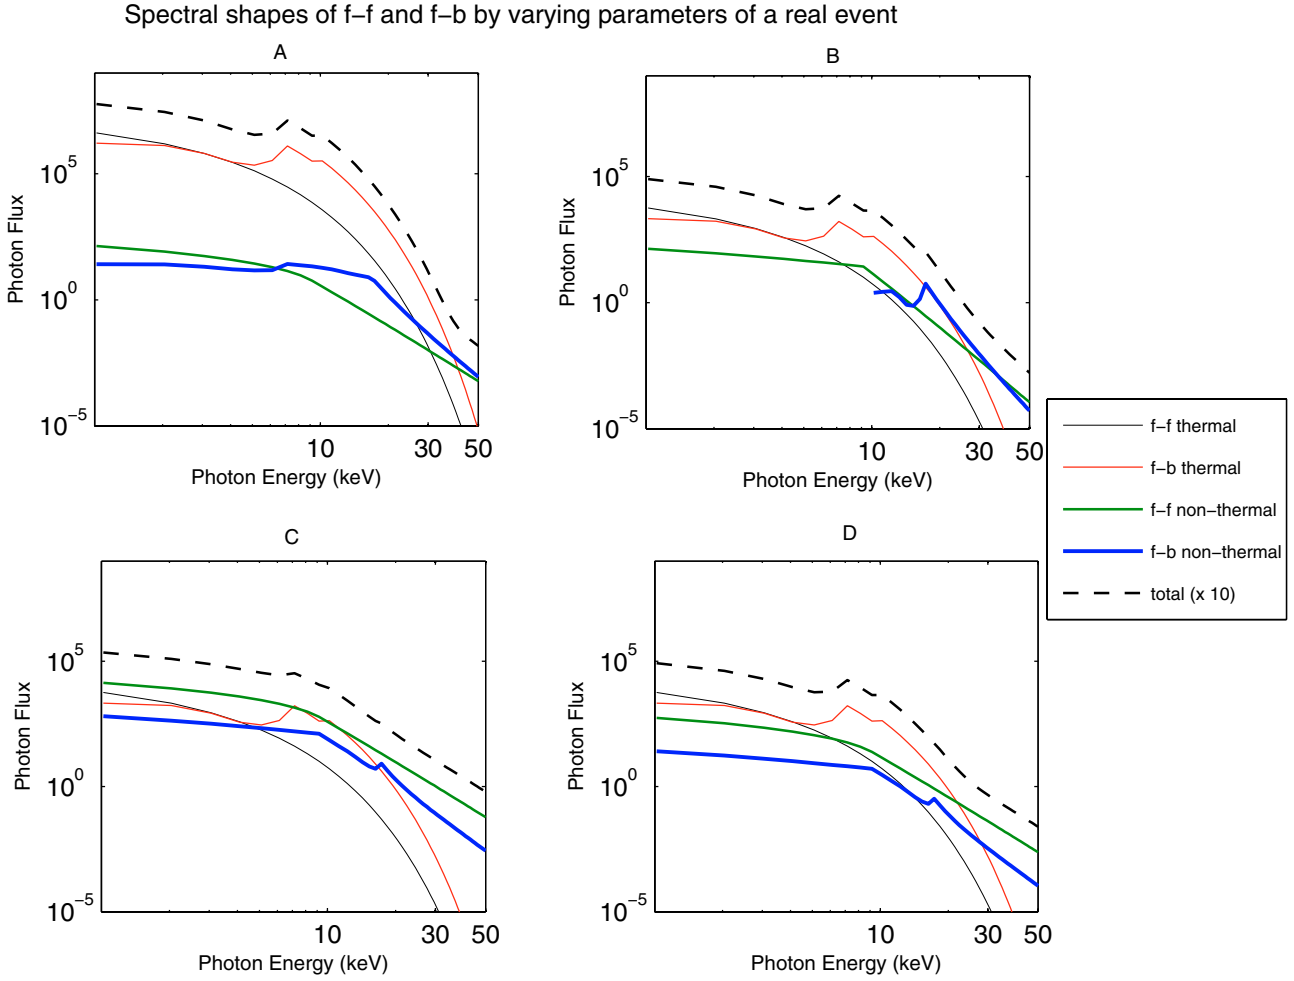 Spectral shapes of f−f and f−b by varying parameters of a real event
A
Photon Flux
10^5
10^0
10^−5
10
30
50
Photon Energy (keV)
B
Photon Flux
10^5
10^0
10^−5
10
30
50
Photon Energy (keV)
f−f thermal
f−b thermal
f−f non−thermal
f−b non−thermal
total (x 10)
C
Photon Flux
10^5
10^0
10^−5
10
30
50
Photon Energy (keV)
D
Photon Flux
10^5
10^0
10^−5
10
30
50
Photon Energy (keV)